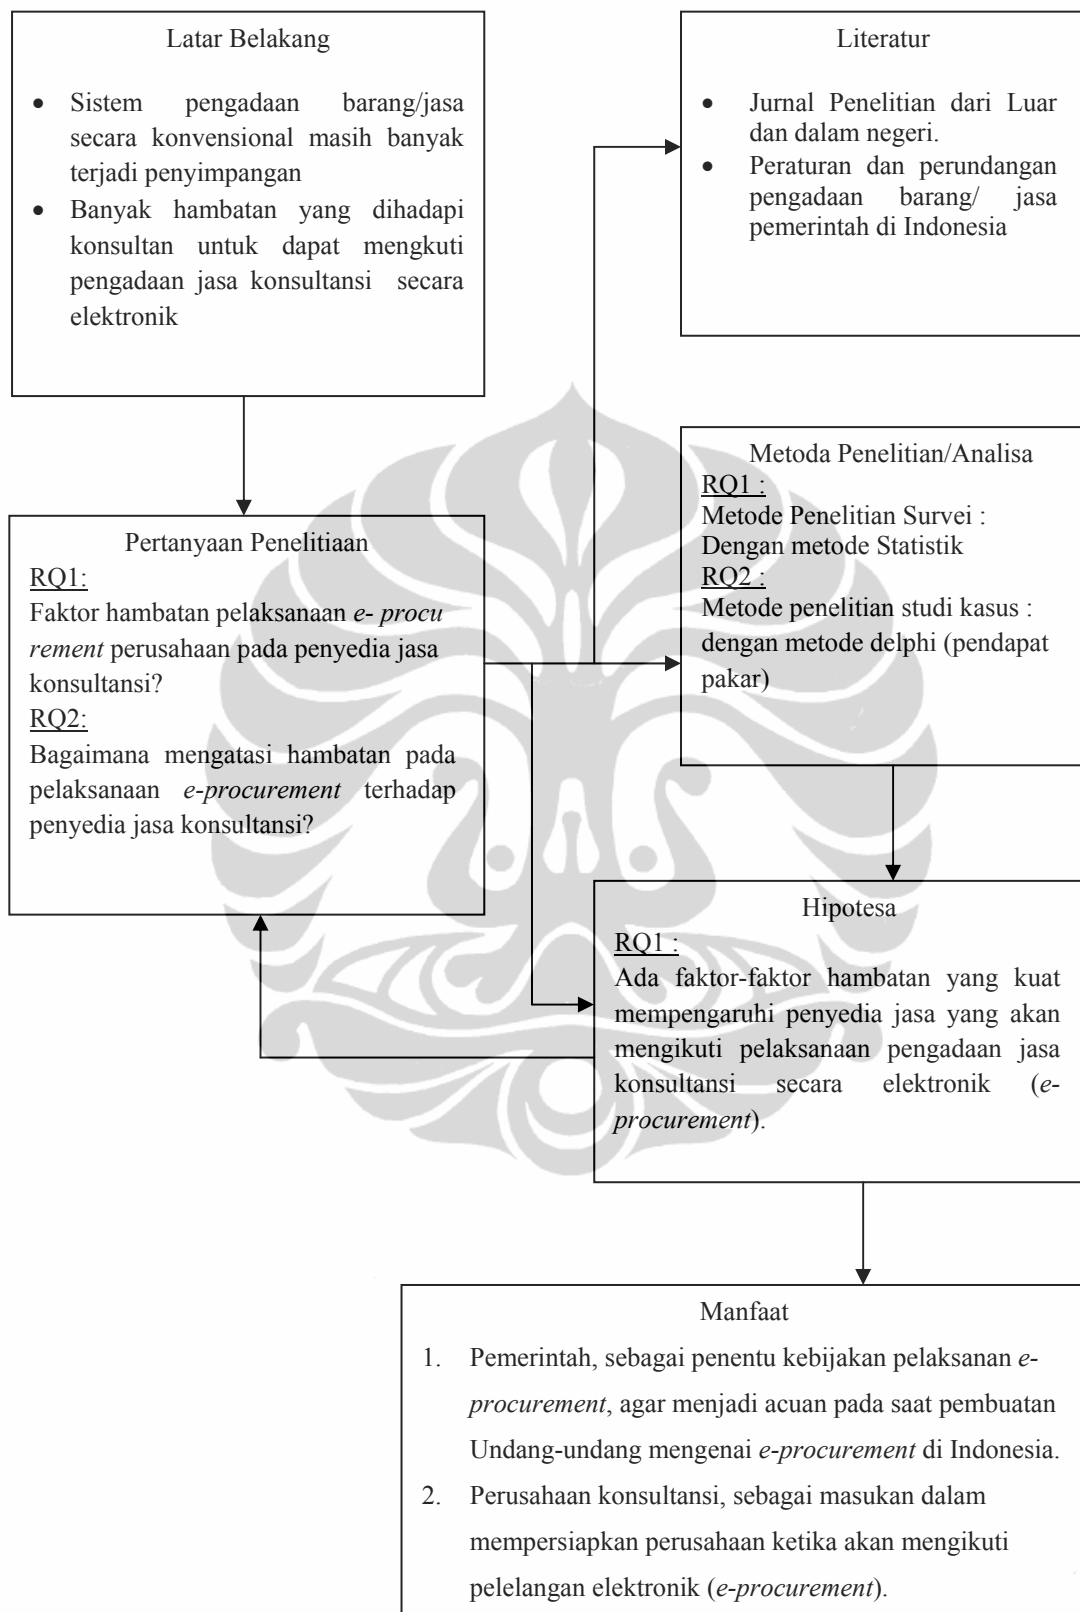 Latar Belakang
• Sistem pengadaan barang/jasa
secara konvensional masih banyak
terjadi penyimpangan
• Banyak hambatan yang dihadapi
konsultan untuk dapat mengkuti
pengadaan jasa konsultansi secara
elektronik
Literatur
• Jurnal Penelitian dari Luar
dan dalam negeri.
• Peraturan dan perundangan
pengadaan barang/ jasa
pemerintah di Indonesia
Pertanyaan Penelitiaan
RQ1:
Faktor hambatan pelaksanaan e- procu
rement perusahaan pada penyedia jasa
konsultansi?
RQ2:
Bagaimana mengatasi hambatan pada
pelaksanaan e-procurement terhadap
penyedia jasa konsultansi?
Metoda Penelitian/Analisa
RQ1 :
Metode Penelitian Survei :
Dengan metode Statistik
RQ2 :
Metode penelitian studi kasus :
dengan metode delphi (pendapat
pakar)
Hipotesa
RQ1 :
Ada faktor-faktor hambatan yang kuat
mempengaruhi penyedia jasa yang akan
mengikuti pelaksanaan pengadaan jasa
konsultansi secara elektronik (e-
procurement).
Manfaat
1. Pemerintah, sebagai penentu kebijakan pelaksanan e-
procurement, agar menjadi acuan pada saat pembuatan
Undang-undang mengenai e-procurement di Indonesia.
2. Perusahaan konsultansi, sebagai masukan dalam
mempersiapkan perusahaan ketika akan mengikuti
pelelangan elektronik (e-procurement).